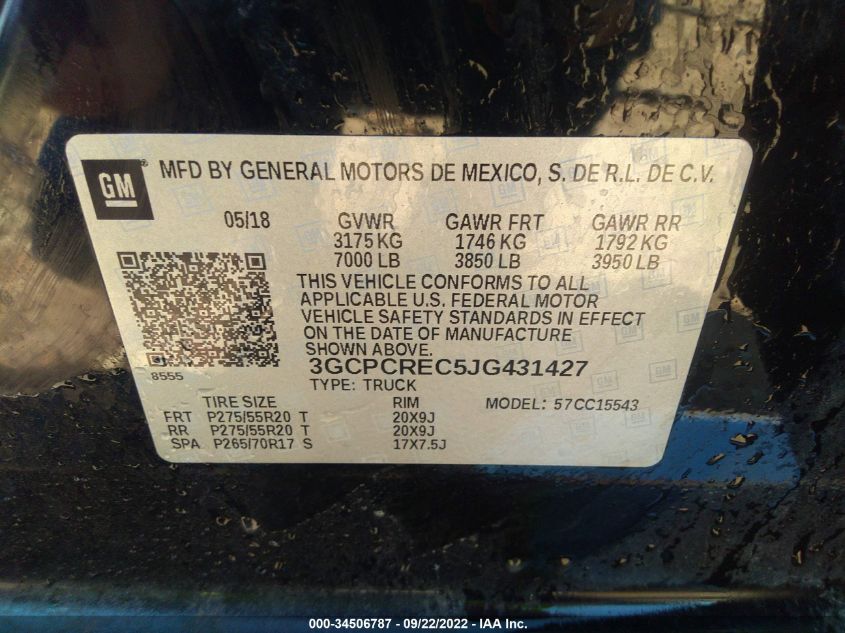 GM
MFD BY GENERAL MOTORS DE MEXICO, S. DE R.L. DE C.V.
05/18 GVWR GAWR FRT GAWR RR
3175 KG 1746 KG 1792 KG
7000 LB 3850 LB 3950 LB
THIS VEHICLE CONFORMS TO ALL
APPLICABLE U.S. FEDERAL MOTOR
VEHICLE SAFETY STANDARDS IN EFFECT
ON THE DATE OF MANUFACTURE
SHOWN ABOVE.
8555
3GCPCREC5JG431427
TYPE: TRUCK
TIRE SIZE RIM MODEL: 57CC15543
FRT P275/55R20 T 20X9J
RR P275/55R20 T 20X9J
SPA P265/70R17 S 17X7.5J
000-34506787 - 09/22/2022 - IAA Inc.